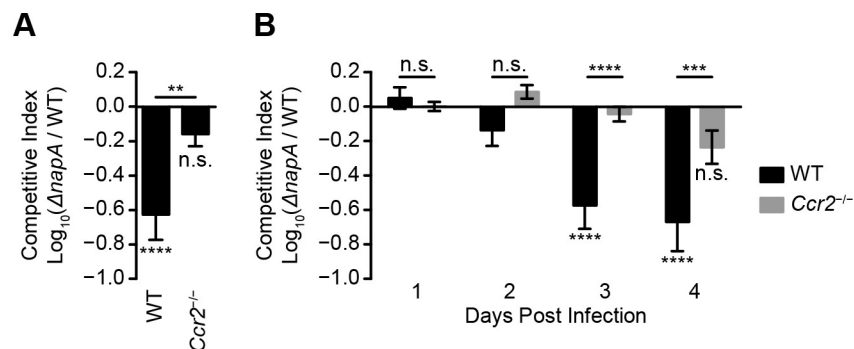 A
Competitive Index
Log10(ΔnapA / WT)
0.2
0.0
−0.2
−0.4
−0.6
−0.8
−1.0
**
n.s.
****
WT
Ccr2−/−
B
Competitive Index
Log10(ΔnapA / WT)
0.2
0.0
−0.2
−0.4
−0.6
−0.8
−1.0
n.s.
n.s.
****
***
n.s.
****
****
1
2
3
4
Days Post Infection
WT
Ccr2−/−